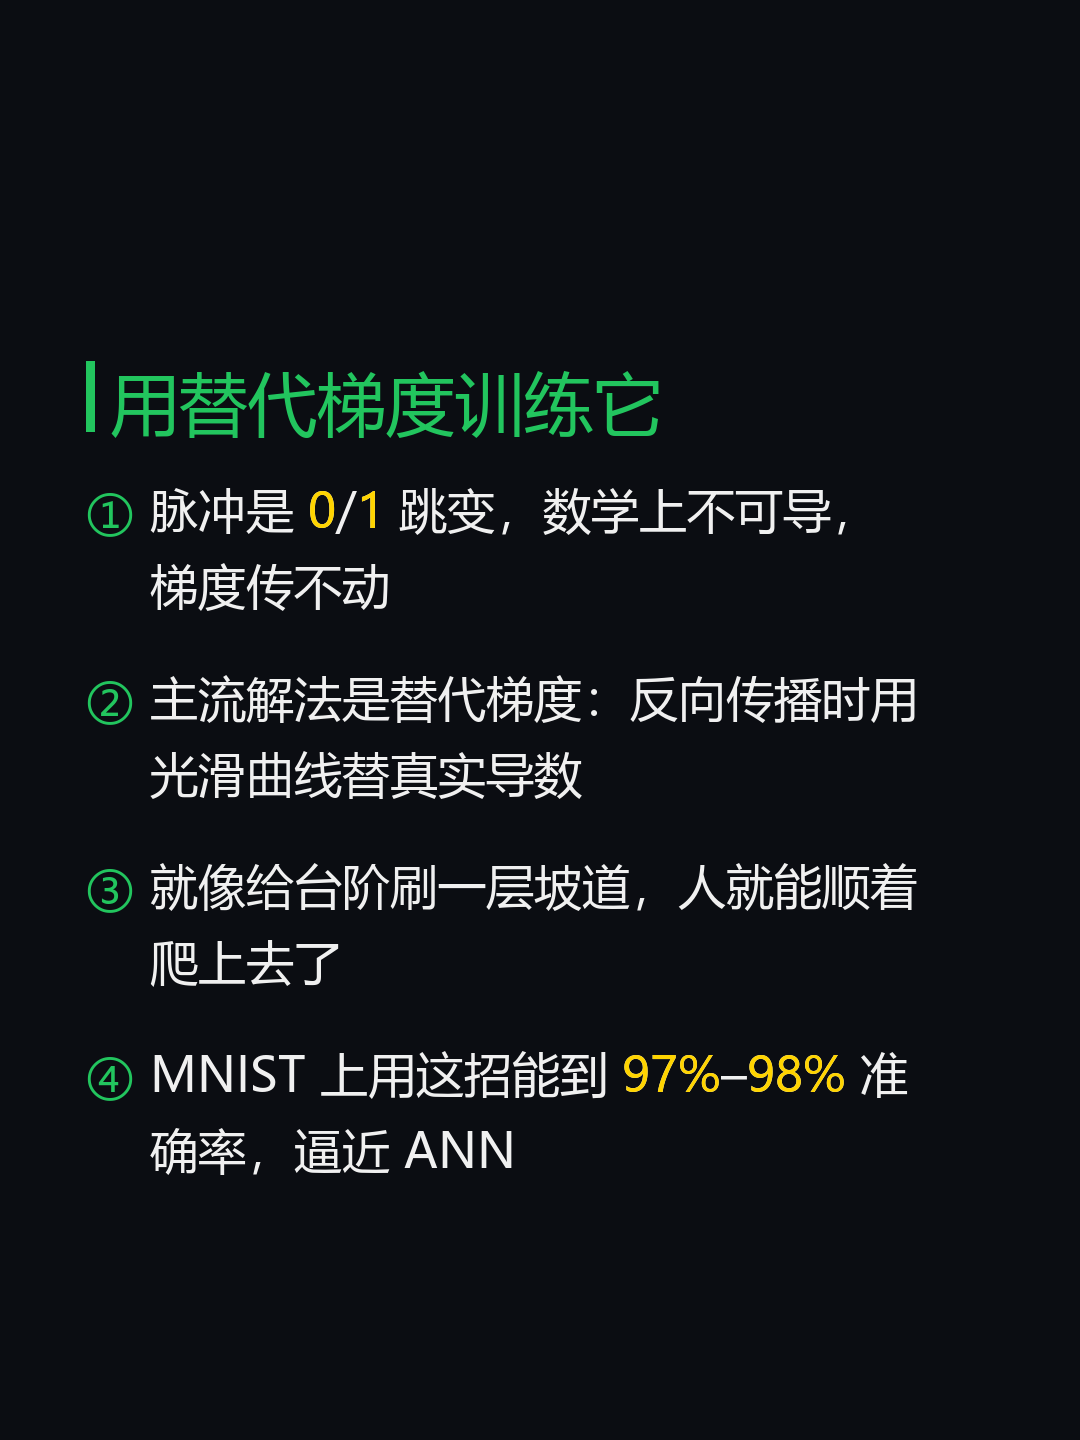 用替代梯度训练它
① 脉冲是 0/1 跳变，数学上不可导，
梯度传不动
② 主流解法是替代梯度：反向传播时用
光滑曲线替真实导数
③ 就像给台阶刷一层坡道，人就能顺着
爬上去了
④ MNIST 上用这招能到 97%–98% 准
确率，逼近 ANN